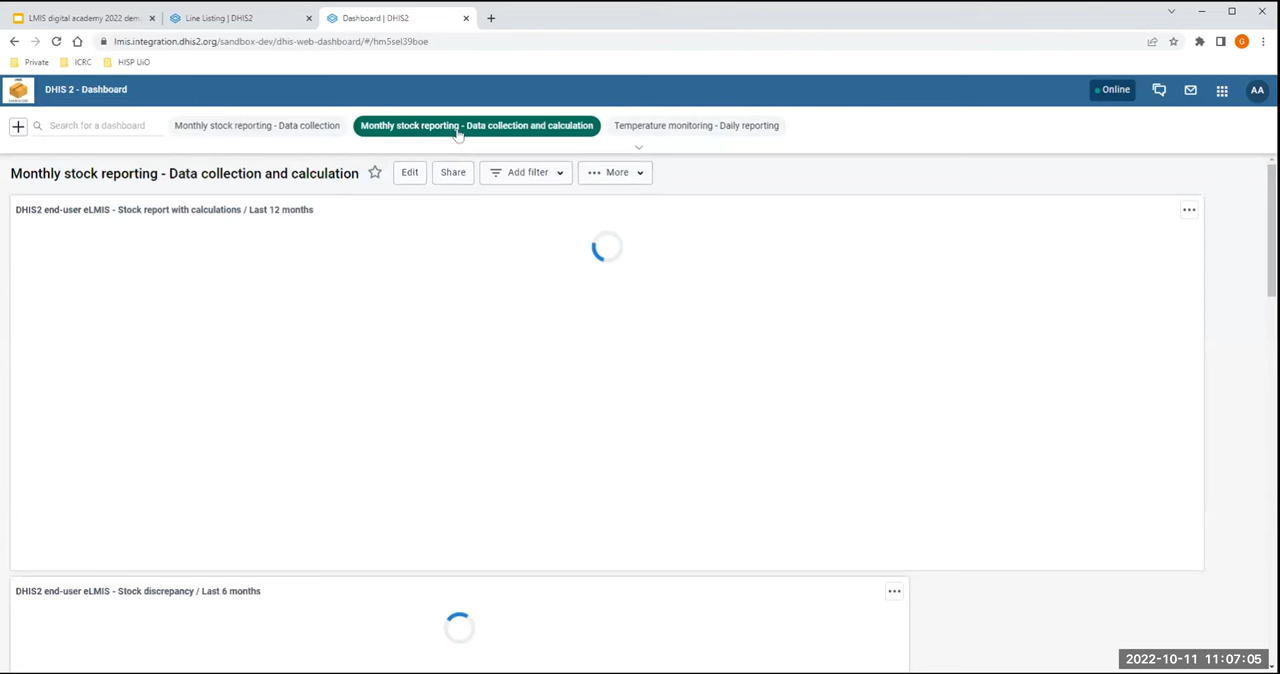 LMIS digital academy 2022 dem
Line Listing | DHIS2
Dashboard | DHIS2
lmis.integration.dhis2.org/sandbox-dev/dhis-web-dashboard/#/hm5sel39boe
G
Private
ICRC
HISP UiO
DHIS 2 - Dashboard
Online
AA
Search for a dashboard
Monthly stock reporting - Data collection
Monthly stock reporting - Data collection and calculation
Temperature monitoring - Daily reporting
Monthly stock reporting - Data collection and calculation
Edit
Share
Add filter
More
DHIS2 end-user eLMIS - Stock report with calculations / Last 12 months
DHIS2 end-user eLMIS - Stock discrepancy / Last 6 months
2022-10-11 11:07:05